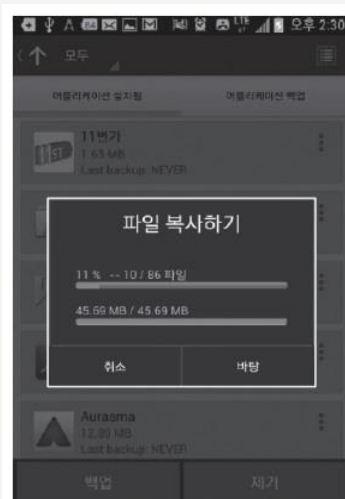 오후 2:30
모두
어플리케이션 설치됨 어플리케이션 백업
11번가
1.65 MB
Last backup: NEVER
파일 복사하기
11 % -- 10 / 86 파일
45.69 MB / 45.69 MB
취소 바탕
Aurasma
12.89 MB
Last backup: NEVER
백업 제거